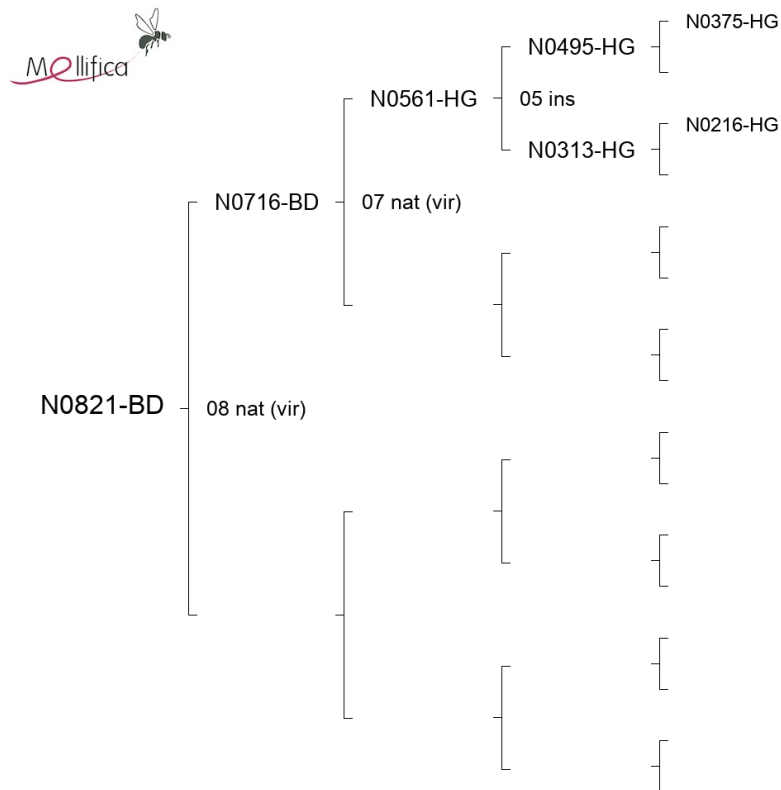 Mellifica
N0375-HG
N0495-HG
N0561-HG
05 ins
N0216-HG
N0313-HG
N0716-BD
07 nat (vir)
N0821-BD
08 nat (vir)